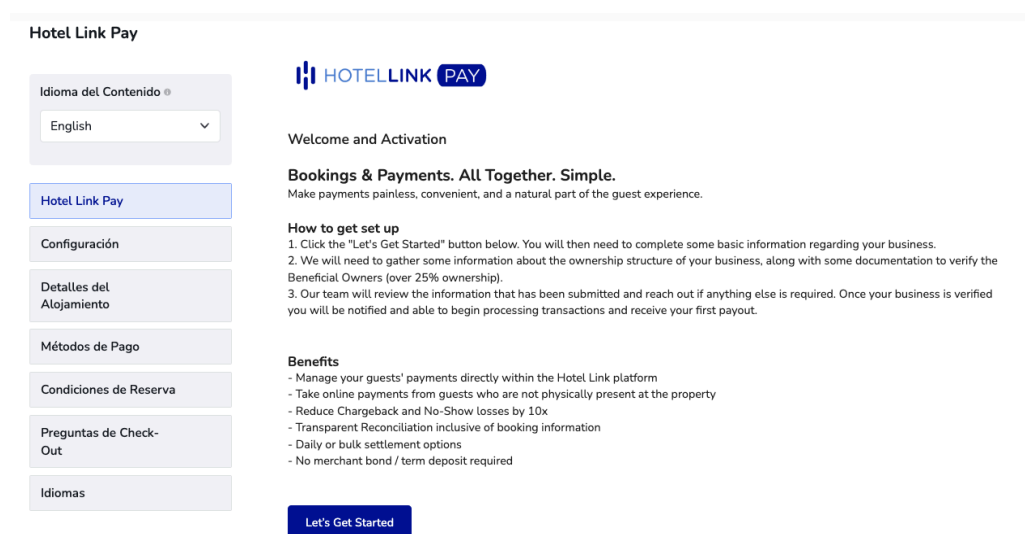 Hotel Link Pay
Idioma del Contenido
English
Hotel Link Pay
Configuración
Detalles del
Alojamiento
Métodos de Pago
Condiciones de Reserva
Preguntas de Check-
Out
Idiomas
HOTELLINK PAY
Welcome and Activation
Bookings & Payments. All Together. Simple.
Make payments painless, convenient, and a natural part of the guest experience.
How to get set up
1. Click the "Let's Get Started" button below. You will then need to complete some basic information regarding your business.
2. We will need to gather some information about the ownership structure of your business, along with some documentation to verify the
Beneficial Owners (over 25% ownership).
3. Our team will review the information that has been submitted and reach out if anything else is required. Once your business is verified
you will be notified and able to begin processing transactions and receive your first payout.
Benefits
- Manage your guests' payments directly within the Hotel Link platform
- Take online payments from guests who are not physically present at the property
- Reduce Chargeback and No-Show losses by 10x
- Transparent Reconciliation inclusive of booking information
- Daily or bulk settlement options
- No merchant bond / term deposit required
Let's Get Started